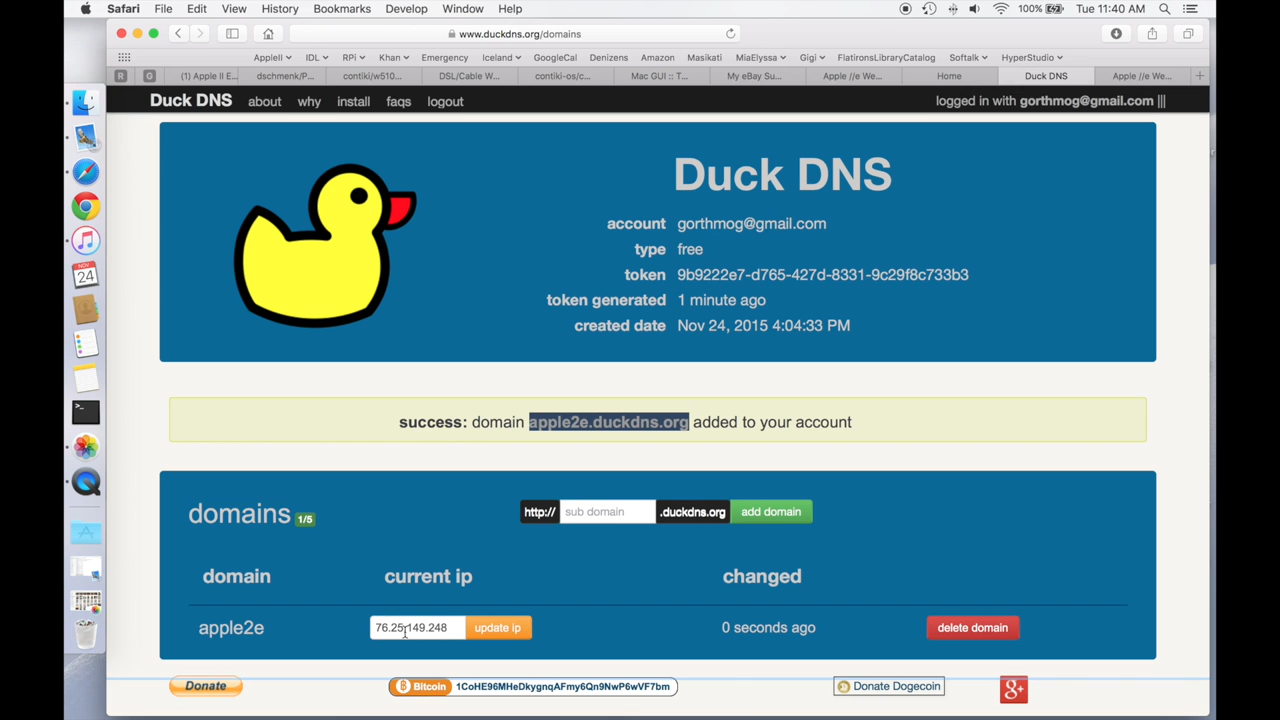 Safari File Edit View History Bookmarks Develop Window Help 100% Tue 11:40 AM
www.duckdns.org/domains
AppleII IDL RPi Khan Emergency Iceland GoogleCal Denizens Amazon Masikati MiaElyssa Gigi FlatironsLibraryCatalog Softalk HyperStudio
R G (1) Apple II E... dschmenk/P... contiki/w510... DSL/Cable W... contiki-os/c... Mac GUI :: T... My eBay Su... Apple //e We... Home Duck DNS Apple //e We...
Duck DNS about why install faqs logout logged in with gorthmog@gmail.com |||
Duck DNS
account gorthmog@gmail.com
type free
token 9b9222e7-d765-427d-8331-9c29f8c733b3
token generated 1 minute ago
created date Nov 24, 2015 4:04:33 PM
success: domain apple2e.duckdns.org added to your account
domains 1/5 http:// sub domain .duckdns.org add domain
domain current ip changed
apple2e 76.25.149.248 update ip 0 seconds ago delete domain
Donate Bitcoin 1CoHE96MHeDkygnqAFmy6Qn9NwP6wVF7bm Donate Dogecoin g+
NOV
24